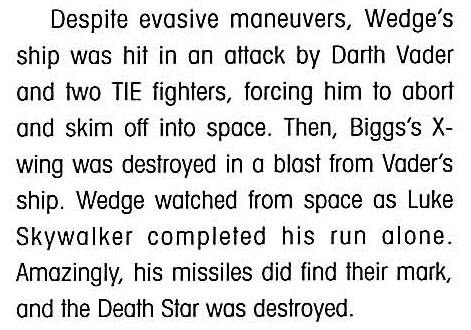 Despite evasive maneuvers, Wedge's
ship was hit in an attack by Darth Vader
and two TIE fighters, forcing him to abort
and skim off into space. Then, Biggs's X-
wing was destroyed in a blast from Vader's
ship. Wedge watched from space as Luke
Skywalker completed his run alone.
Amazingly, his missiles did find their mark,
and the Death Star was destroyed.